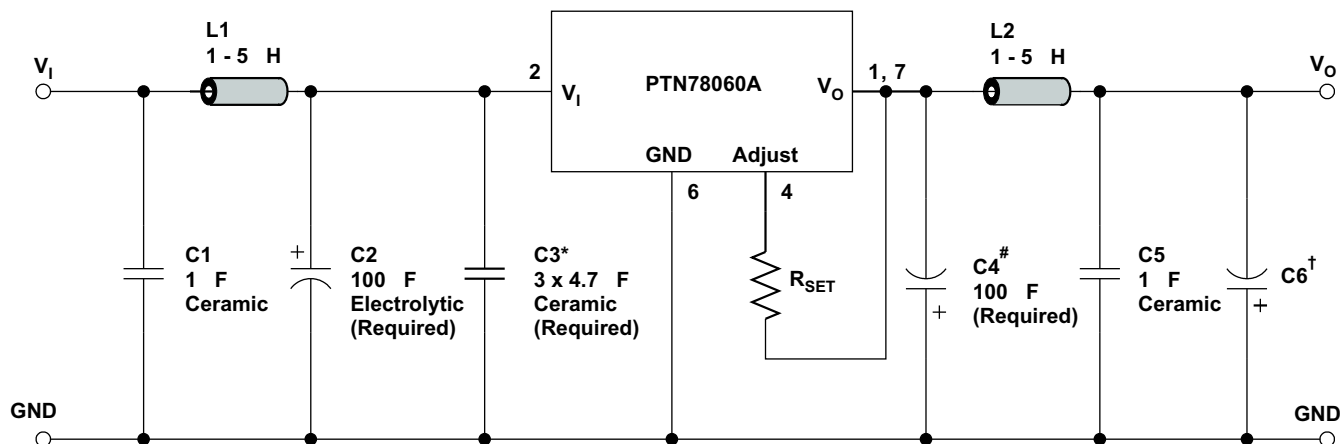 L1
1 - 5 H
V_I
2
V_I
PTN78060A
V_O
1, 7
L2
1 - 5 H
V_O
GND
Adjust
6
4
C1
1 F
Ceramic
+
C2
100 F
Electrolytic
(Required)
C3*
3 x 4.7 F
Ceramic
(Required)
R_SET
C4#
100 F
(Required)
+
C5
1 F
Ceramic
C6†
+
GND
GND